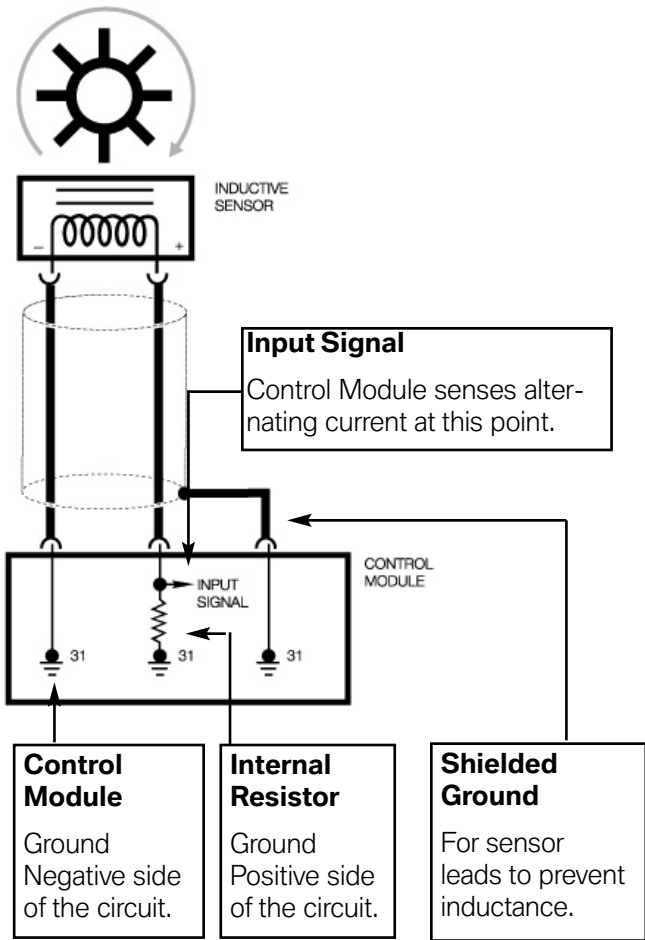 INDUCTIVE
SENSOR
–
+
Input Signal
Control Module senses alter-
nating current at this point.
CONTROL
MODULE
INPUT
SIGNAL
31
31
31
Control
Module
Ground
Negative side
of the circuit.
Internal
Resistor
Ground
Positive side
of the circuit.
Shielded
Ground
For sensor
leads to prevent
inductance.